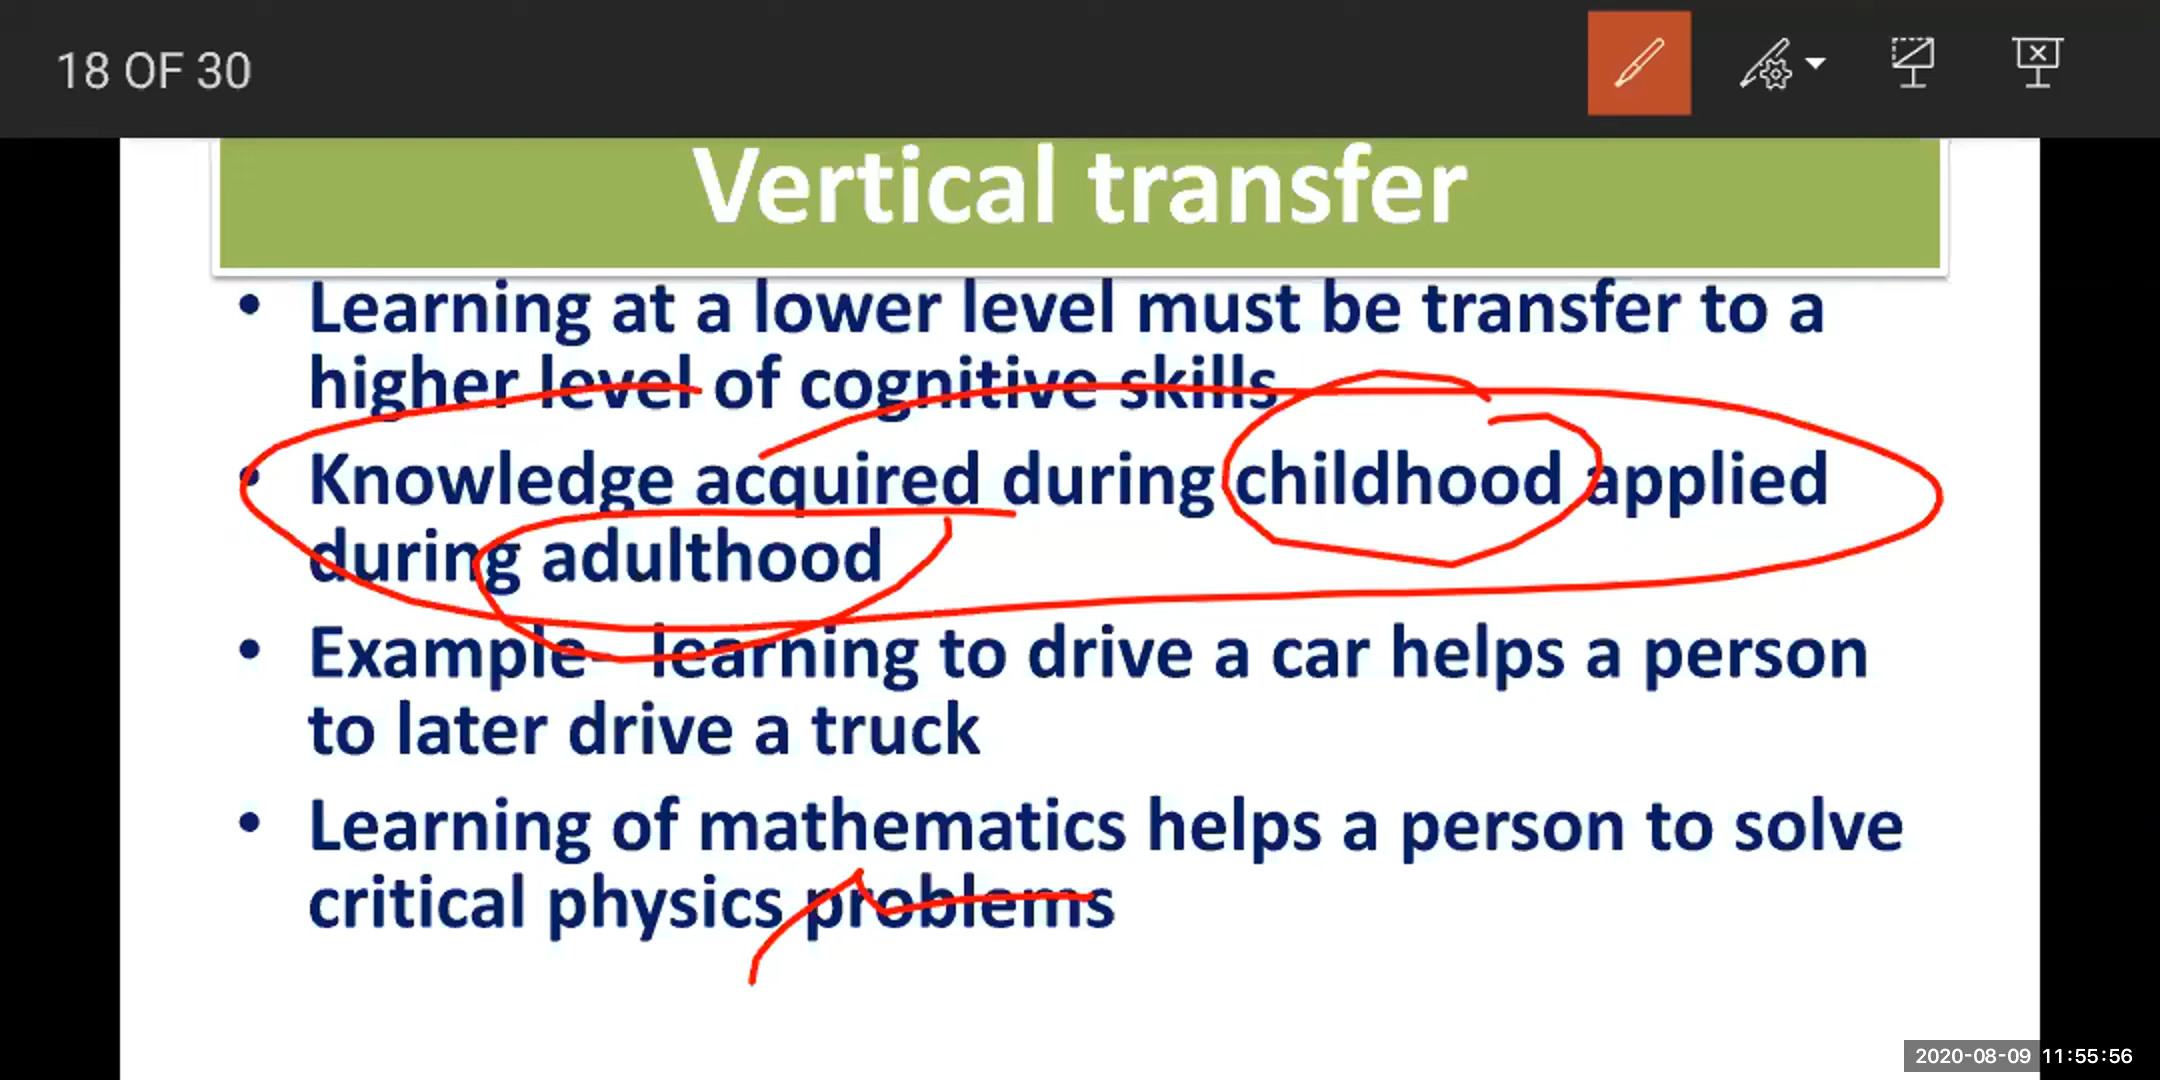 18 OF 30
Vertical transfer
• Learning at a lower level must be transfer to a
higher level of cognitive skills
• Knowledge acquired during childhood applied
during adulthood
• Example– learning to drive a car helps a person
to later drive a truck
• Learning of mathematics helps a person to solve
critical physics problems
2020-08-09 11:55:56